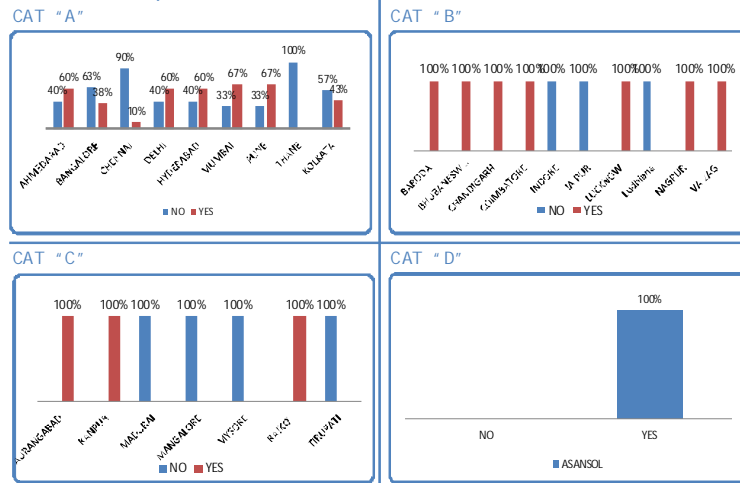 CAT “A”
100%
90%
60% 63% 60% 60% 67% 67% 57%
40% 38% 40% 40% 33% 33% 43%
10%
AHMEDABAD BANGALORE CHENNAI DELHI HYDERABAD MUMBAI PUNE THANE KOLKATA
NO YES
CAT “B”
100% 100% 100% 100% 100% 100% 100% 100% 100% 100%
BARODA CHANDIGARH COIMBATORE INDORE JAIPUR LUCKNOW Ludhiana NAGPUR
NO YES
CAT “C”
100% 100% 100% 100% 100% 100% 100%
KANPUR MADURAI MANGALORE MYSORE TIRUPATI
NO YES
CAT “D”
100%
NO YES
ASANSOL